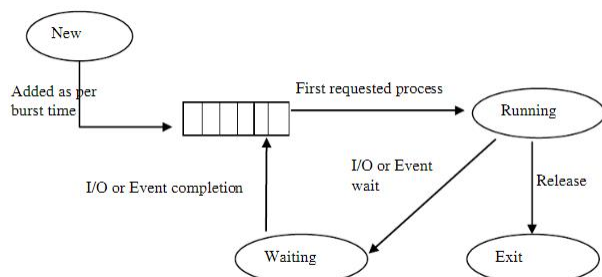 New
Added as per
burst time
First requested process
Running
I/O or Event
wait
I/O or Event completion
Release
Waiting
Exit